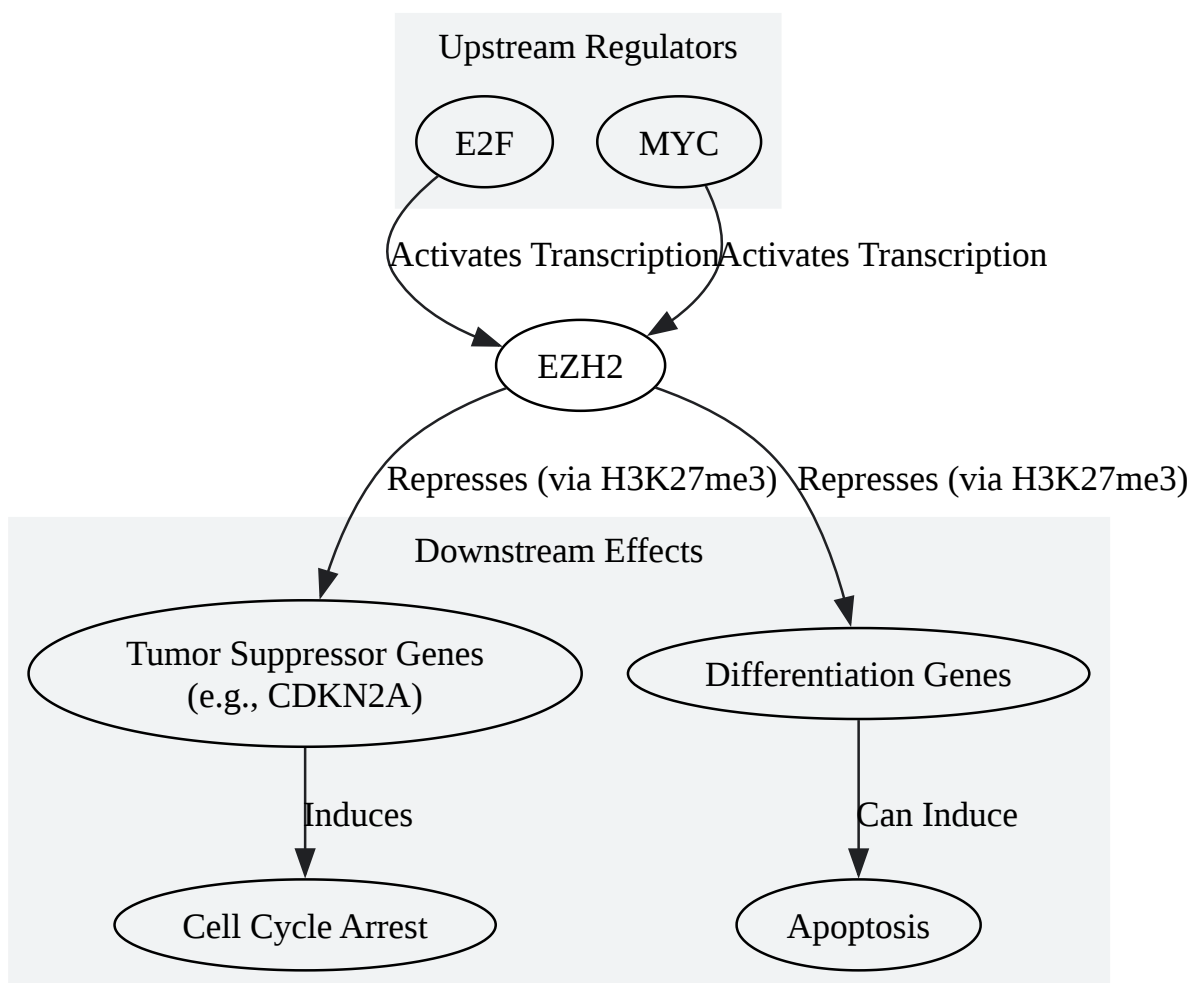 Upstream Regulators
E2F
MYC
Activates Transcription
Activates Transcription
EZH2
Represses (via H3K27me3)
Represses (via H3K27me3)
Downstream Effects
Tumor Suppressor Genes
(e.g., CDKN2A)
Differentiation Genes
Induces
Can Induce
Cell Cycle Arrest
Apoptosis